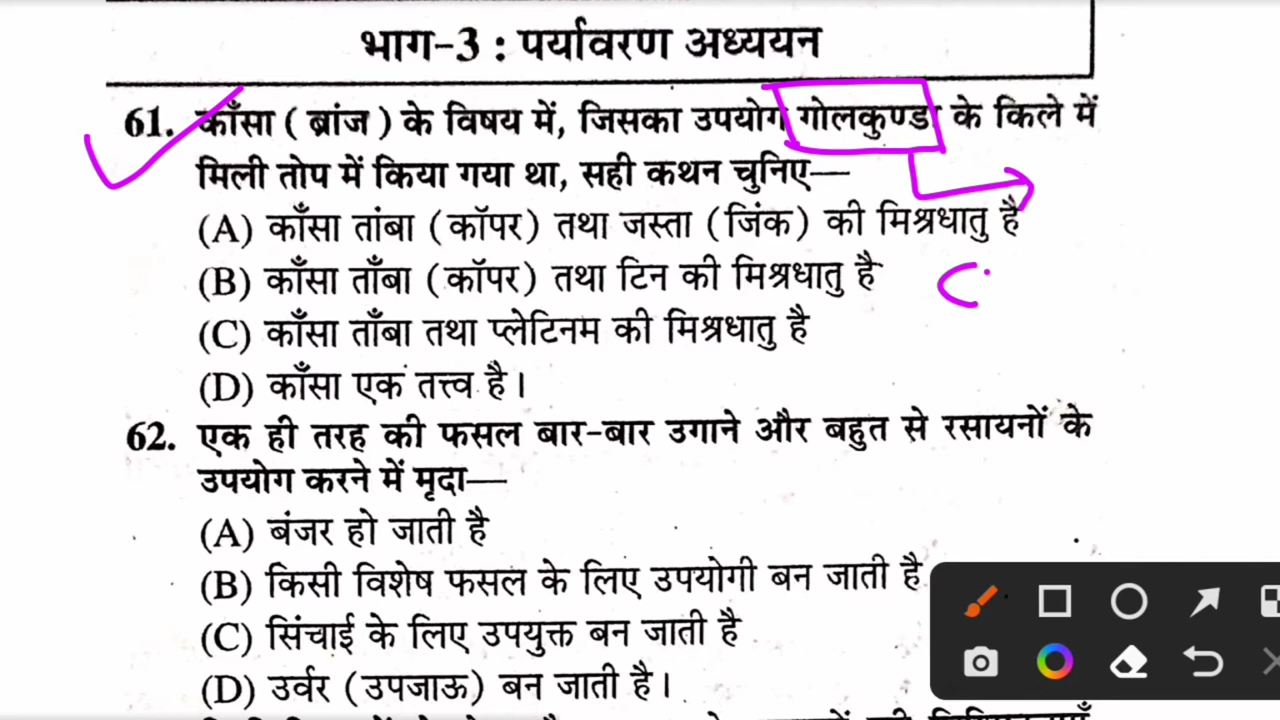 भाग-3 : पर्यावरण अध्ययन
61. काँसा ( ब्रांज ) के विषय में, जिसका उपयोग गोलकुण्डा के किले में
मिली तोप में किया गया था, सही कथन चुनिए—
(A) काँसा तांबा (कॉपर) तथा जस्ता (जिंक) की मिश्रधातु है
(B) काँसा ताँबा (कॉपर) तथा टिन की मिश्रधातु है
(C) काँसा ताँबा तथा प्लेटिनम की मिश्रधातु है
(D) काँसा एक तत्त्व है।
62. एक ही तरह की फसल बार-बार उगाने और बहुत से रसायनों के
उपयोग करने में मृदा—
(A) बंजर हो जाती है
(B) किसी विशेष फसल के लिए उपयोगी बन जाती है
(C) सिंचाई के लिए उपयुक्त बन जाती है
(D) उर्वर (उपजाऊ) बन जाती है।